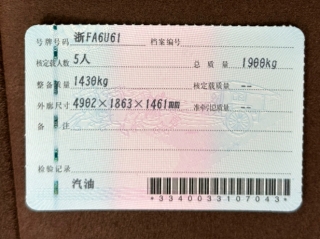 号牌号码 浙FA6U61 档案编号
核定载人数 5人 总质量 1900kg
整备质量 1430kg 核定载质量 --
外廓尺寸 4902×1863×1461mm 准牵引总质量 --
备注
检验记录
汽油
*3340033107043*